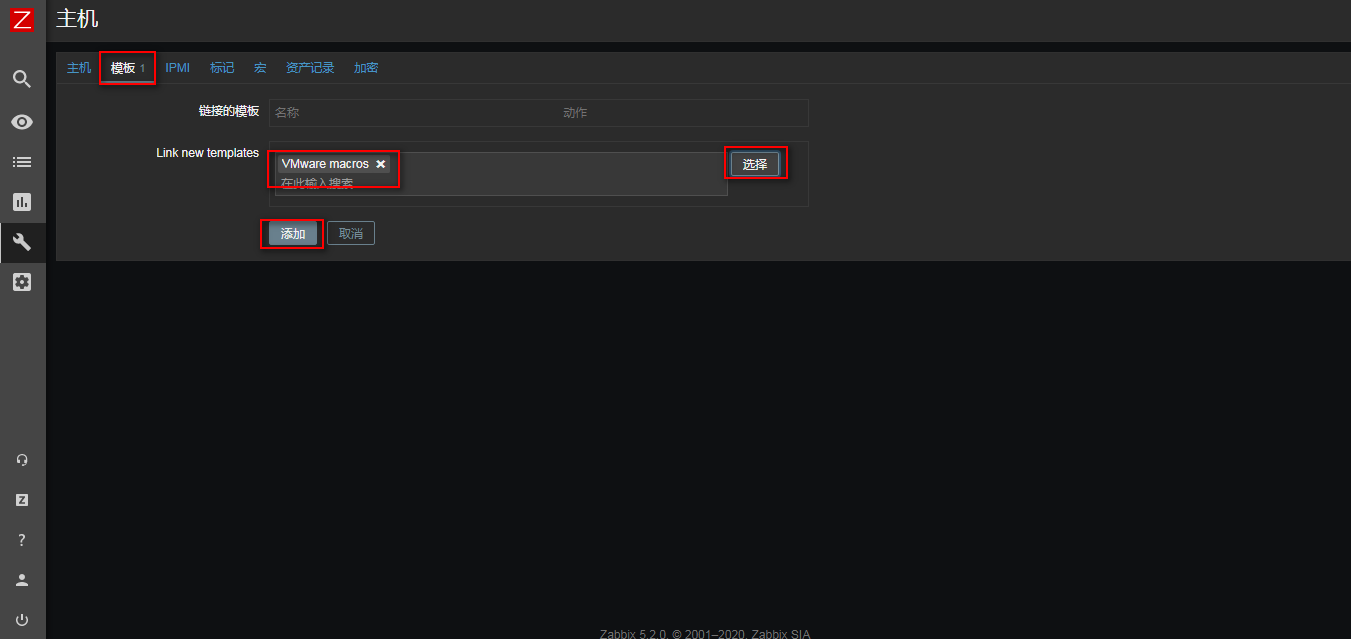 Z
主机
主机 模板 1 IPMI 标记 宏 资产记录 加密
链接的模板 名称 动作
Link new templates VMware macros ✖ 选择
在此输入搜索
添加 取消
Z
?
Zabbix 5.2.0. © 2001–2020, Zabbix SIA